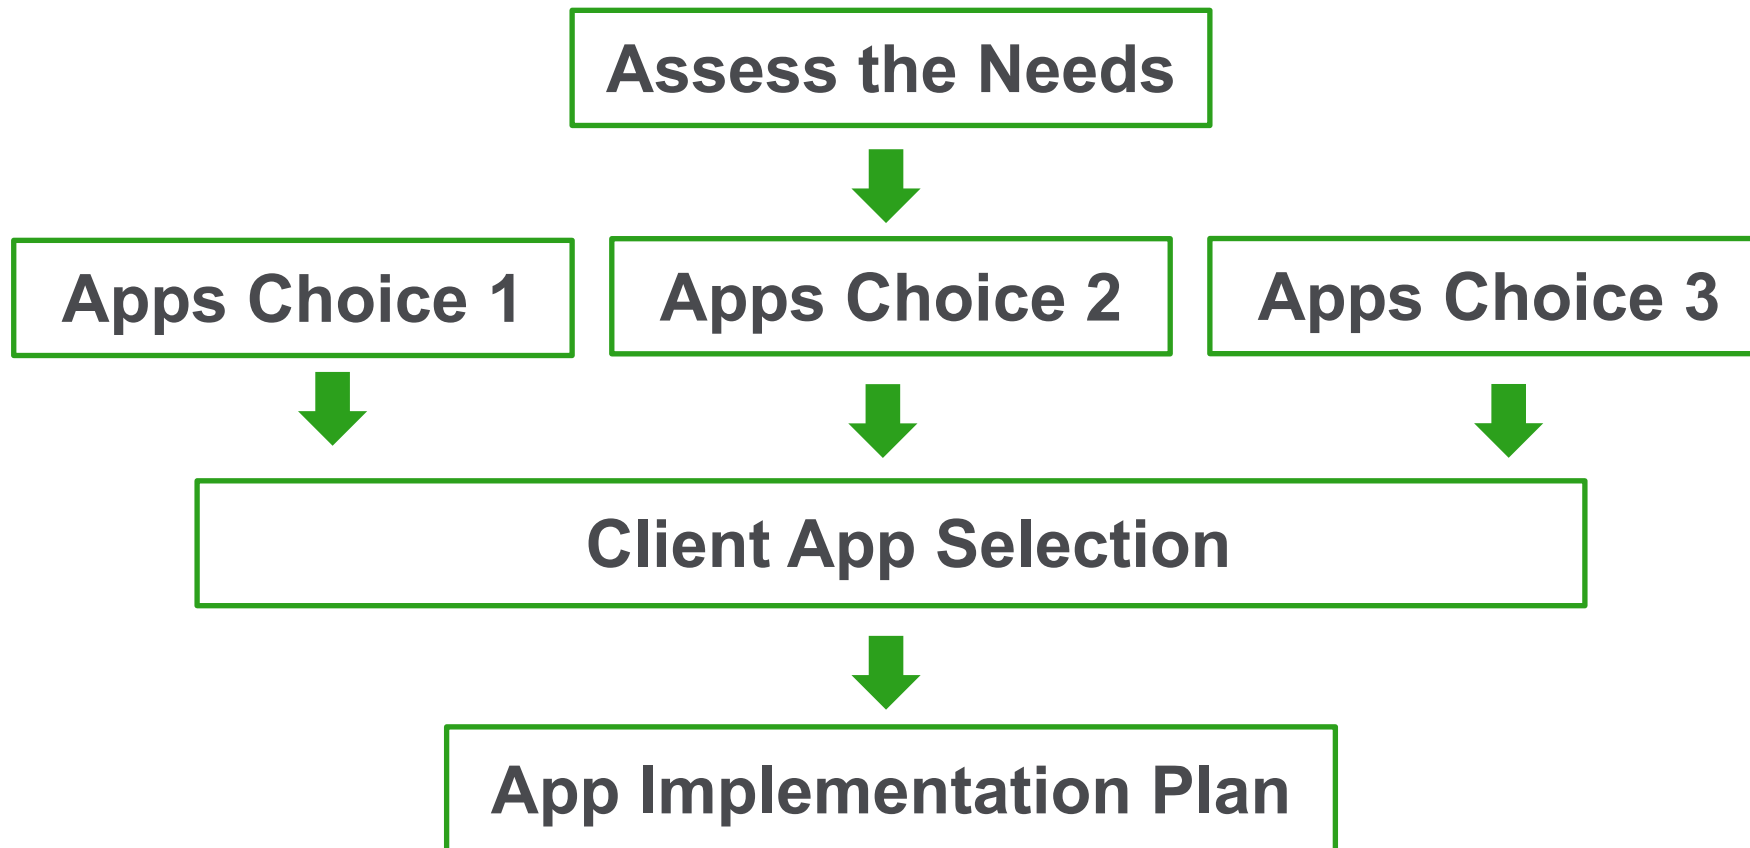 Assess the Needs
Apps Choice 1
Apps Choice 2
Apps Choice 3
Client App Selection
App Implementation Plan